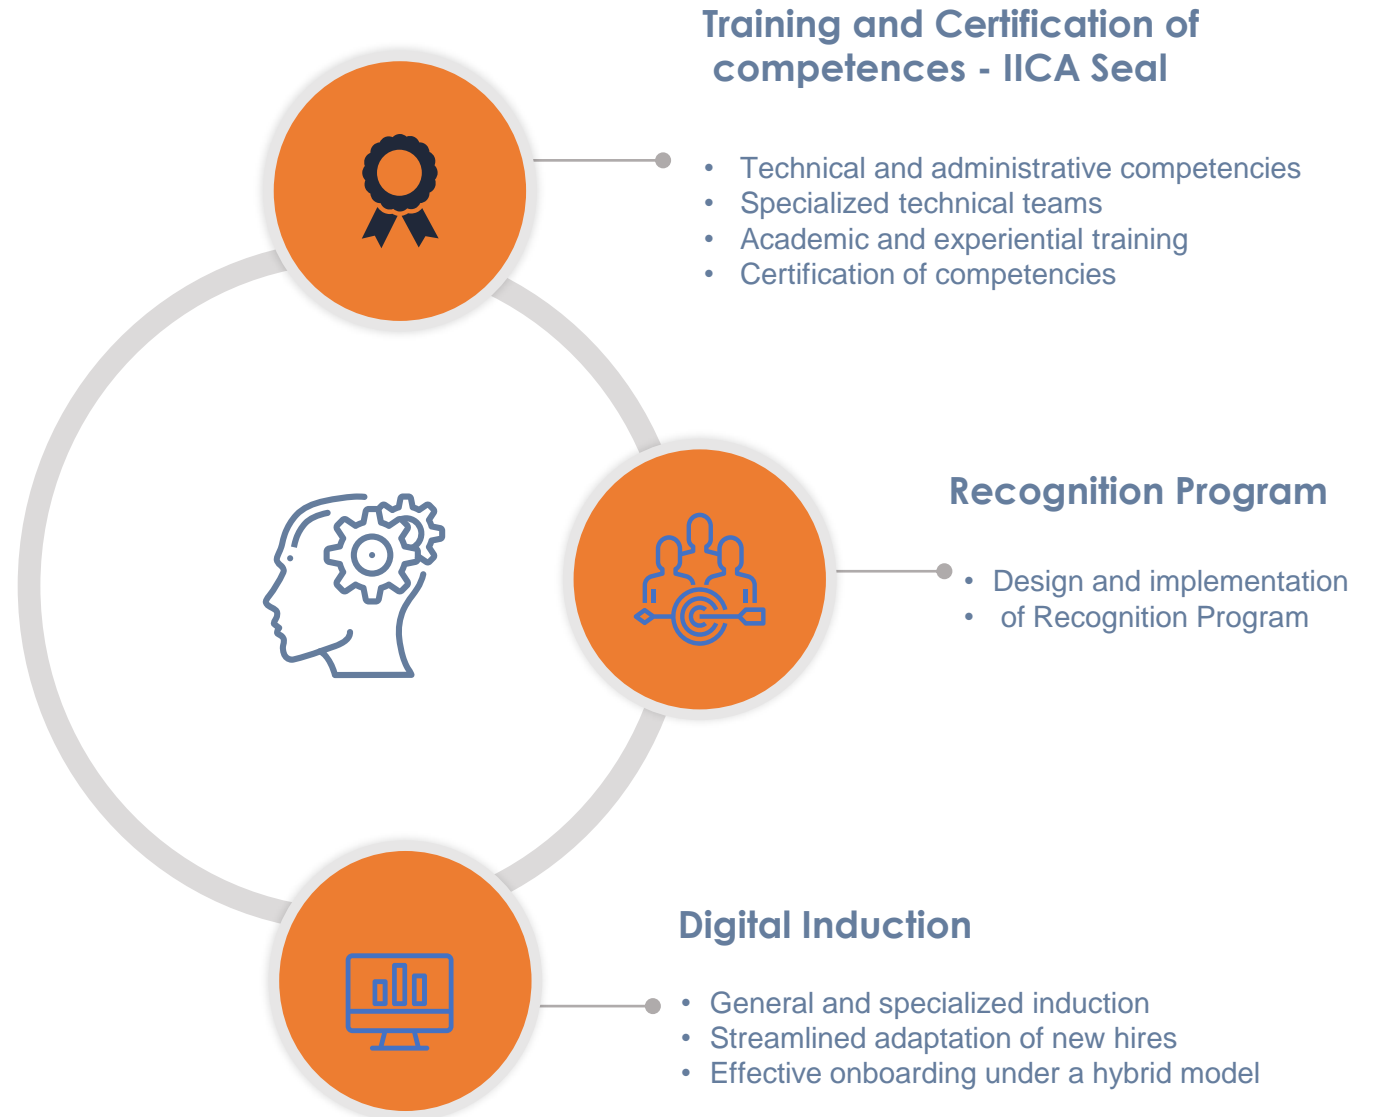 Training and Certification of
competences - IICA Seal
• Technical and administrative competencies
• Specialized technical teams
• Academic and experiential training
• Certification of competencies
Recognition Program
• Design and implementation
• of Recognition Program
Digital Induction
• General and specialized induction
• Streamlined adaptation of new hires
• Effective onboarding under a hybrid model